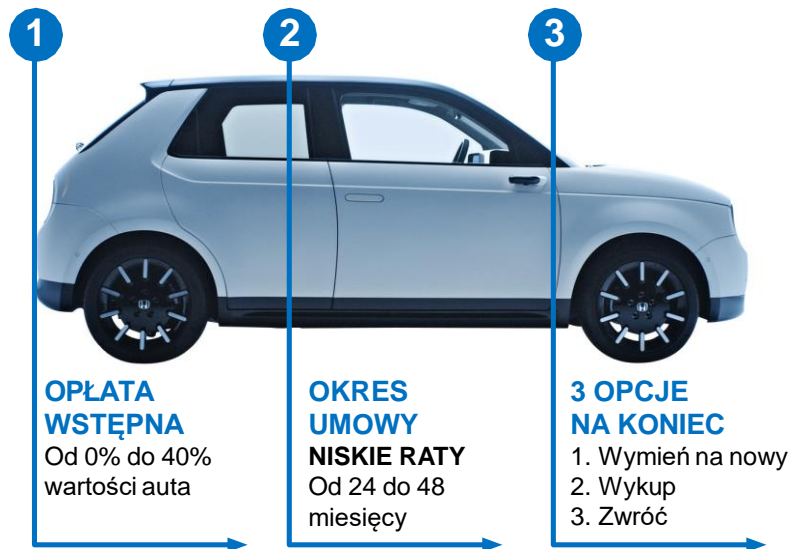 1
2
3
OPŁATA
WSTĘPNA
Od 0% do 40%
wartości auta
OKRES
UMOWY
NISKIE RATY
Od 24 do 48
miesięcy
3 OPCJE
NA KONIEC
1. Wymień na nowy
2. Wykup
3. Zwróć